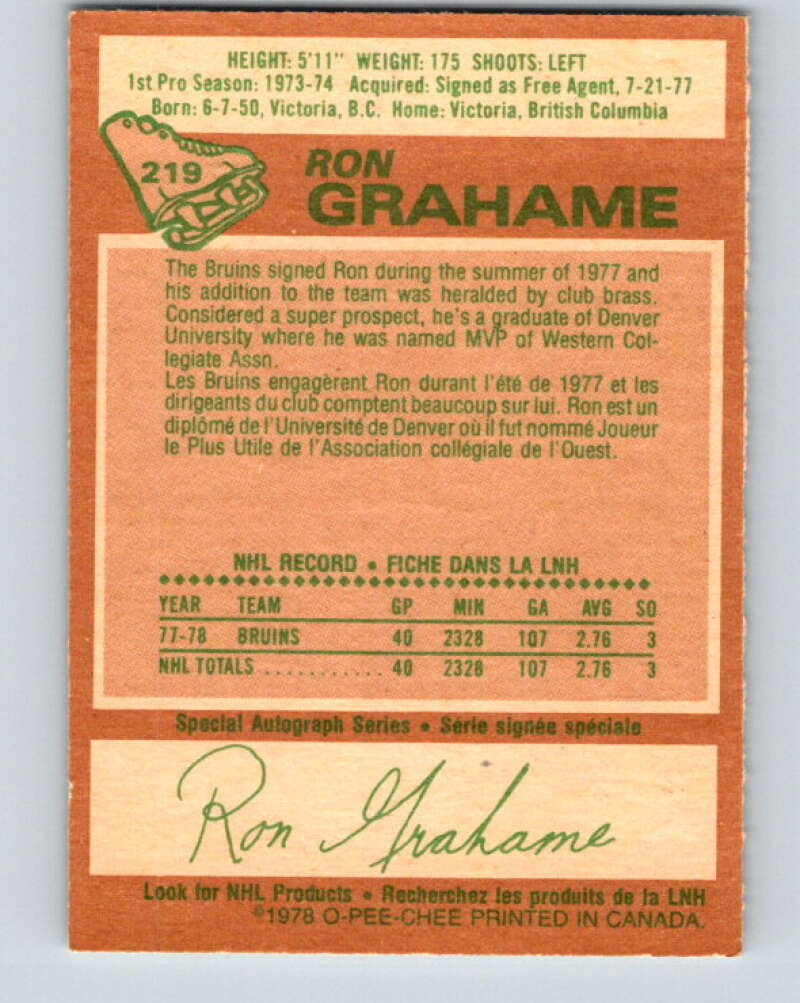 HEIGHT: 5'11" WEIGHT: 175 SHOOTS: LEFT
1st Pro Season: 1973-74 Acquired: Signed as Free Agent, 7-21-77
Born: 6-7-50, Victoria, B.C. Home: Victoria, British Columbia
219
RON
GRAHAME
The Bruins signed Ron during the summer of 1977 and
his addition to the team was heralded by club brass.
Considered a super prospect, he's a graduate of Denver
University where he was named MVP of Western Col-
legiate Assn.
Les Bruins engagèrent Ron durant l'été de 1977 et les
dirigeants du club comptent beaucoup sur lui. Ron est un
diplômé de l'Université de Denver où il fut nommé Joueur
le Plus Utile de l'Association collégiale de l'Ouest.
NHL RECORD • FICHE DANS LA LNH
YEAR TEAM GP MIN GA AVG SO
77-78 BRUINS 40 2328 107 2.76 3
NHL TOTALS ............ 40 2328 107 2.76 3
Special Autograph Series • Série signée spéciale
Ron Grahame
Look for NHL Products • Recherchez les produits de la LNH
©1978 O-PEE-CHEE PRINTED IN CANADA.